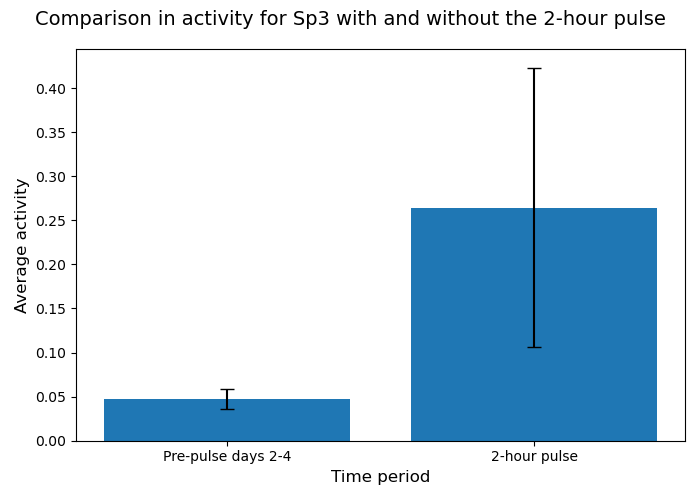 Comparison in activity for Sp3 with and without the 2-hour pulse
Average activity
0.40
0.35
0.30
0.25
0.20
0.15
0.10
0.05
0.00
Pre-pulse days 2-4
2-hour pulse
Time period